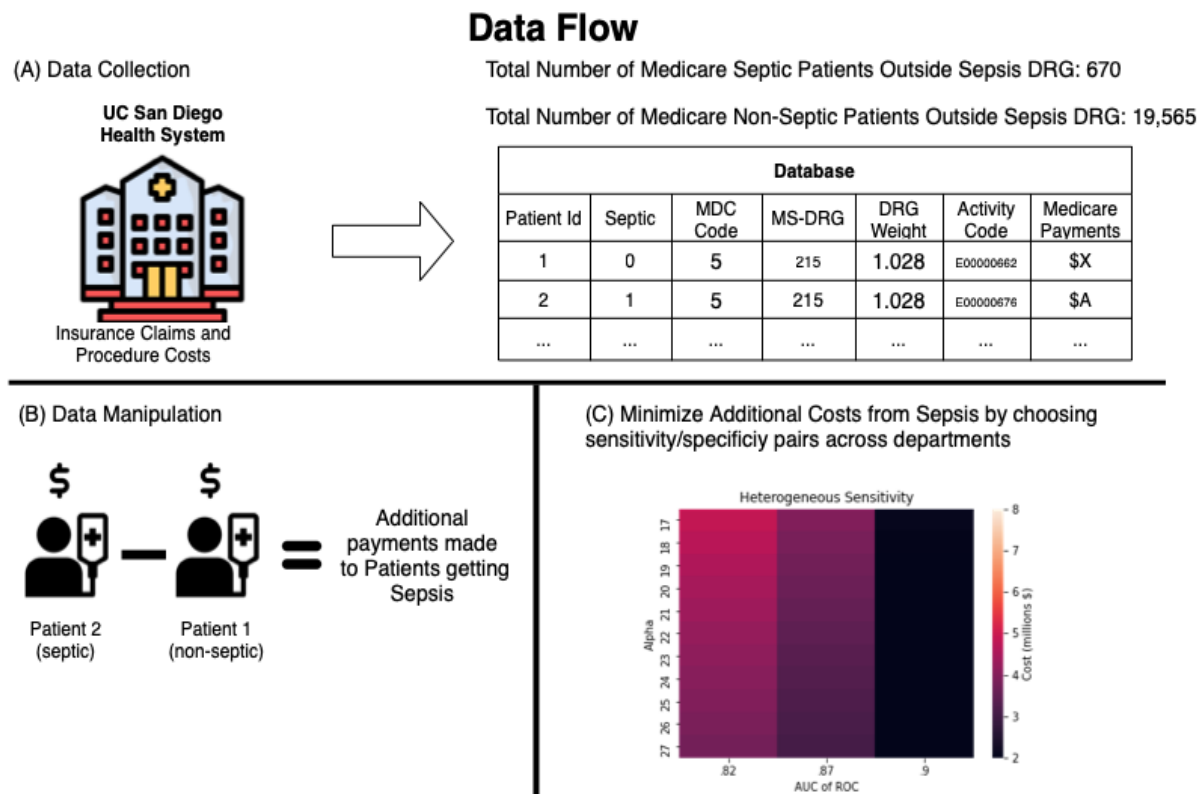 Data Flow
(A) Data Collection
UC San Diego
Health System
Insurance Claims and
Procedure Costs
Total Number of Medicare Septic Patients Outside Sepsis DRG: 670
Total Number of Medicare Non-Septic Patients Outside Sepsis DRG: 19,565
Database
Patient Id Septic MDC Code MS-DRG DRG Weight Activity Code Medicare Payments
1 0 5 215 1.028 E00000662 $X
2 1 5 215 1.028 E00000676 $A
... ... ... ... ... ... ...
(B) Data Manipulation
$ $
Patient 2
(septic)
Patient 1
(non-septic)
Additional
payments made
to Patients getting
Sepsis
(C) Minimize Additional Costs from Sepsis by choosing
sensitivity/specificiy pairs across departments
Heterogeneous Sensitivity
Alpha
17
18
19
20
21
22
23
24
25
26
27
.82 .87 .9
AUC of ROC
8
7
6
5
4
3
2
Cost (millions $)